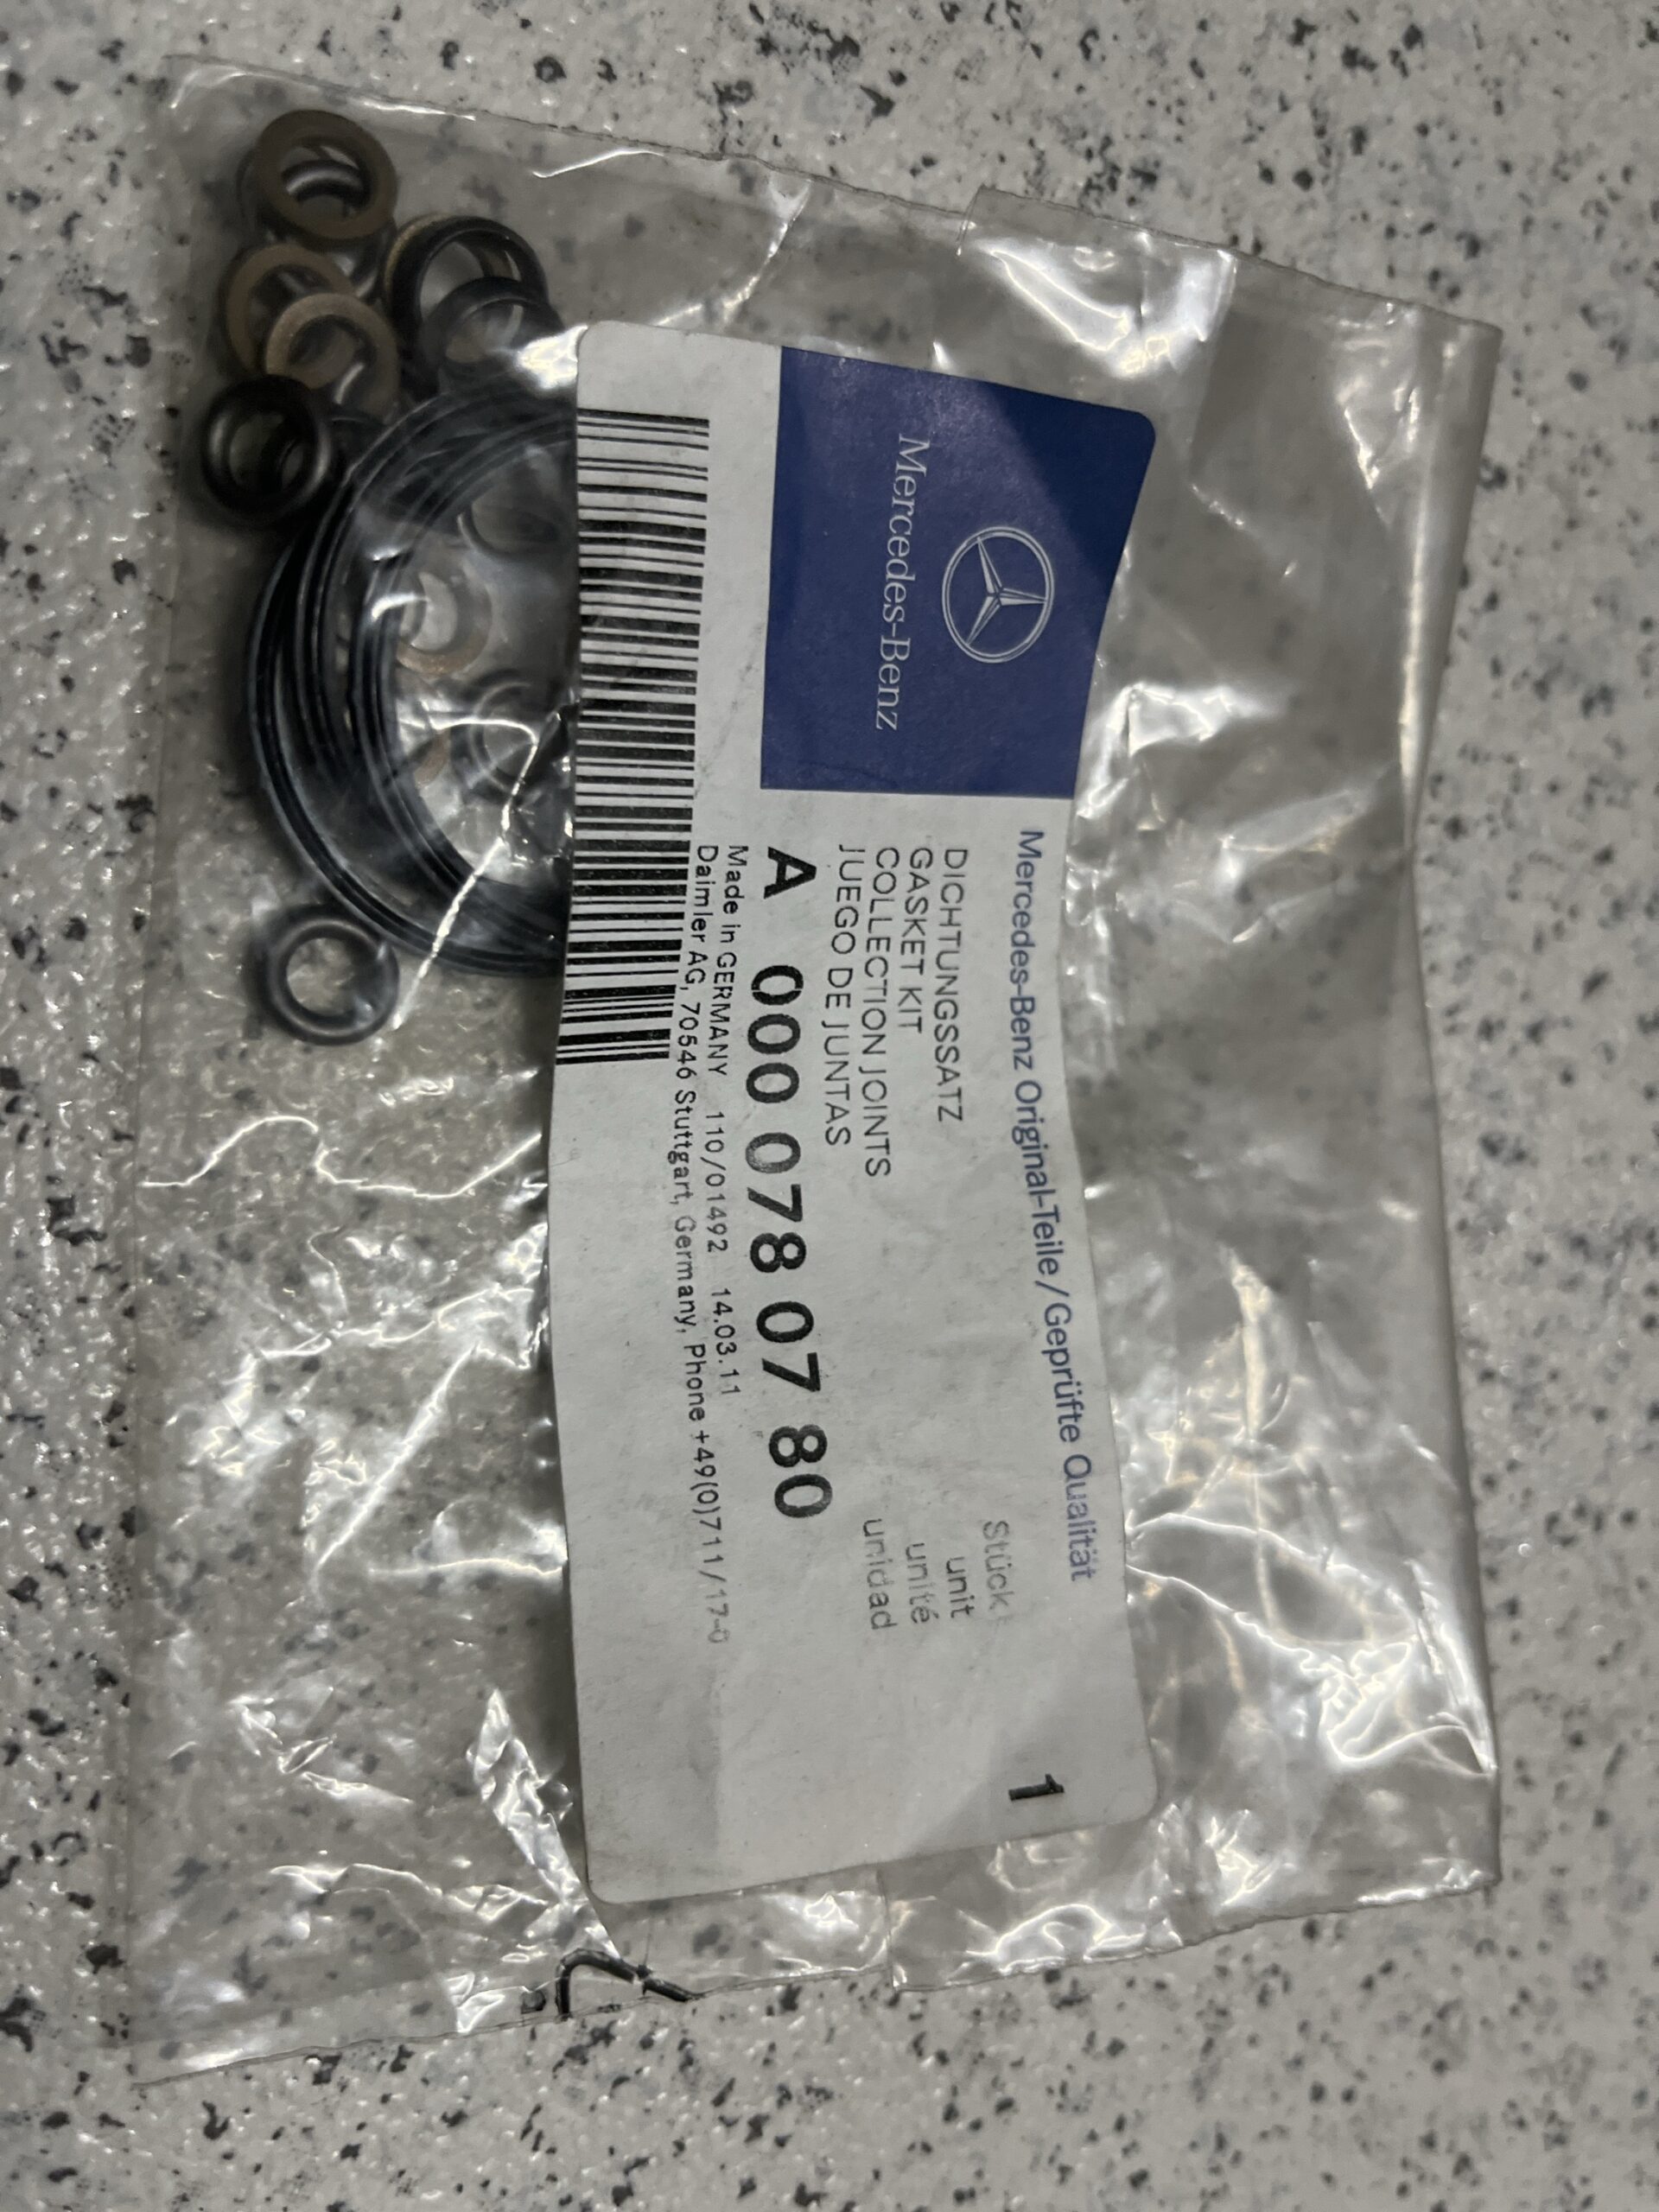 Mercedes-Benz
Mercedes-Benz Original-Teile/Geprüfte Qualität
DICHTUNGSSATZ
GASKET KIT
COLLECTION JOINTS
JUEGO DE JUNTAS
Stück
unit
unité
unidad
1
A 000 078 07 80
Made in GERMANY 110/01492 14.03.11
Daimler AG, 70546 Stuttgart, Germany, Phone +49(0)711/17-0